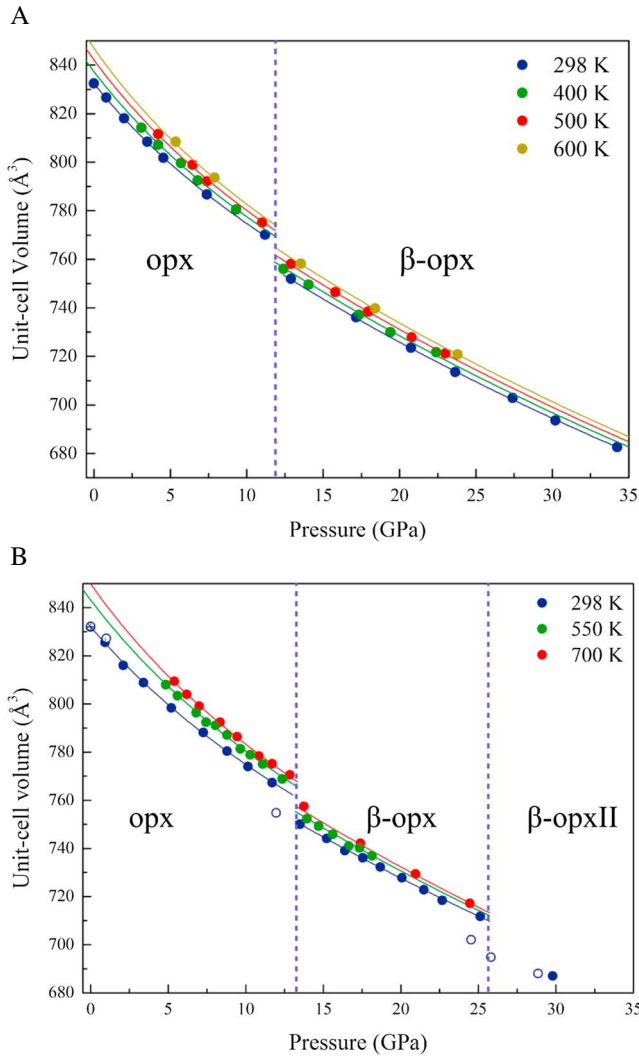 A
840
820
800
780
760
740
720
700
680
Unit-cell Volume (Å³)
298 K
400 K
500 K
600 K
opx
β-opx
0 5 10 15 20 25 30 35
Pressure (GPa)
B
840
820
800
780
760
740
720
700
680
Unit-cell volume (Å³)
298 K
550 K
700 K
opx
β-opx
β-opxII
0 5 10 15 20 25 30 35
Pressure (GPa)